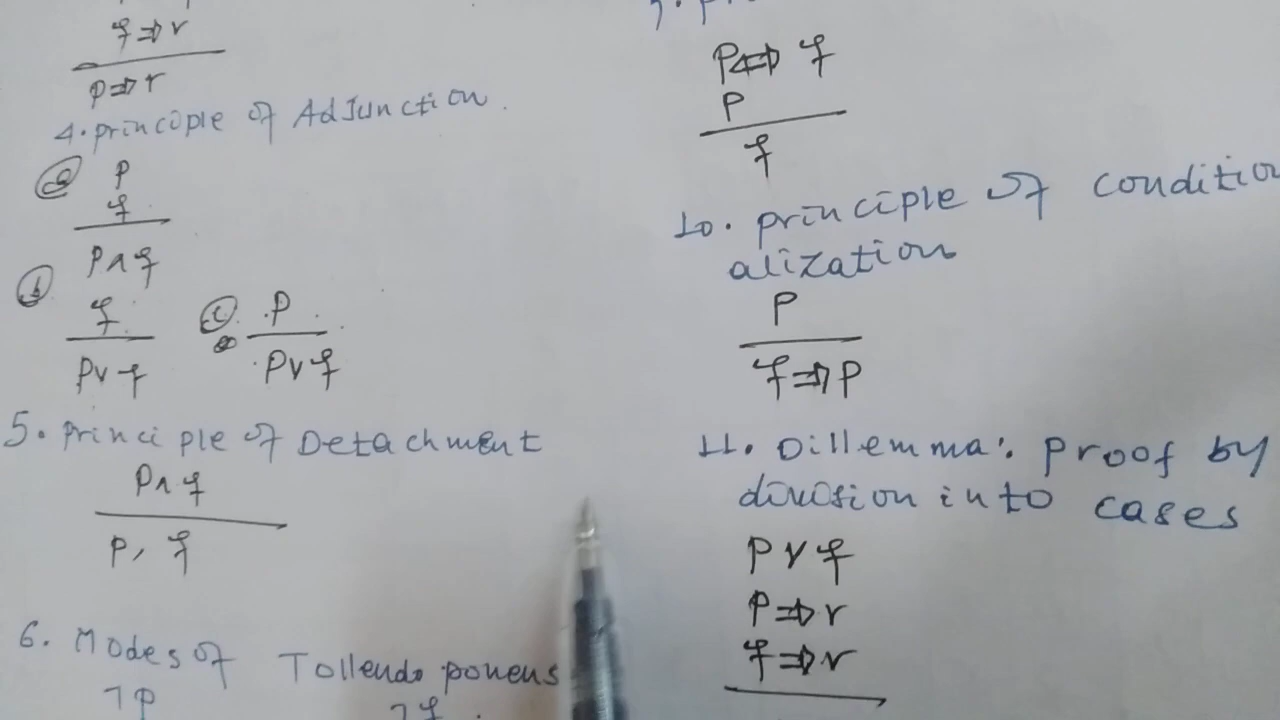 q⇒r
p⇒r
4. principle of AdJunction.
ⓐ p
q
p∧q
ⓑ
q
p∨q
ⓒ p
p∨q
5. principle of Detachment
p∧q
p, q
6. Modes of Tollendo ponens
¬p ¬q
p⇔q
p
q
10. principle of condition
alization
p
q⇒p
11. Dillemma: proof by
division into cases
p∨q
p⇒r
q⇒r